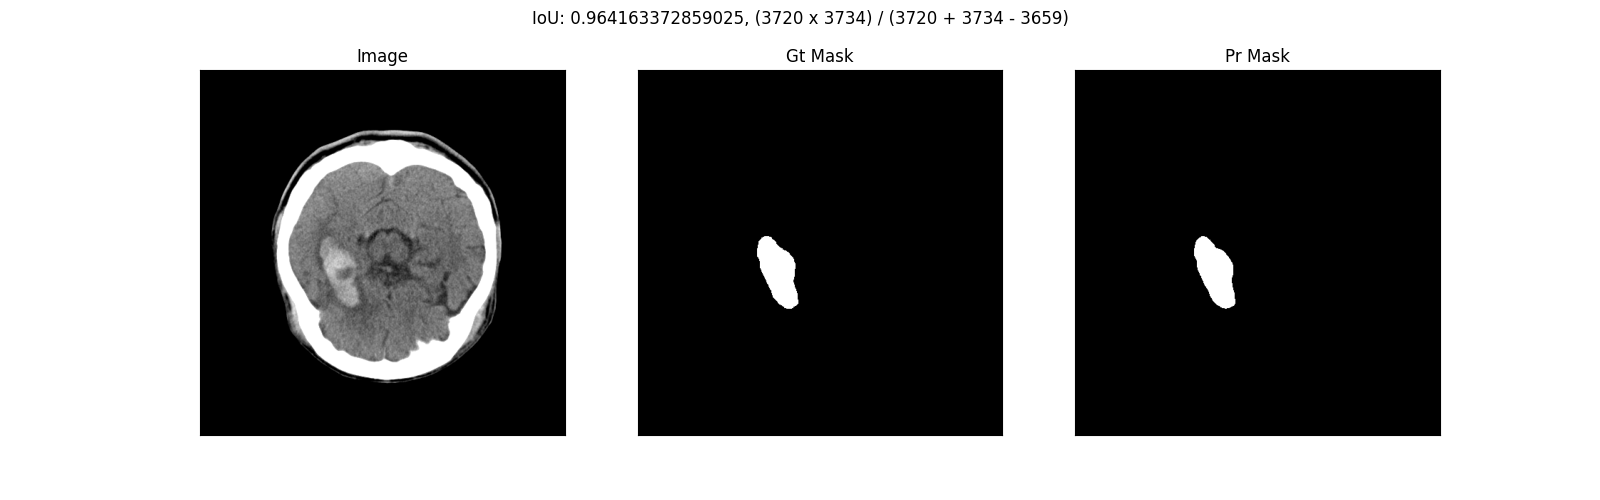 IoU: 0.964163372859025, (3720 x 3734) / (3720 + 3734 - 3659)
Image
Gt Mask
Pr Mask